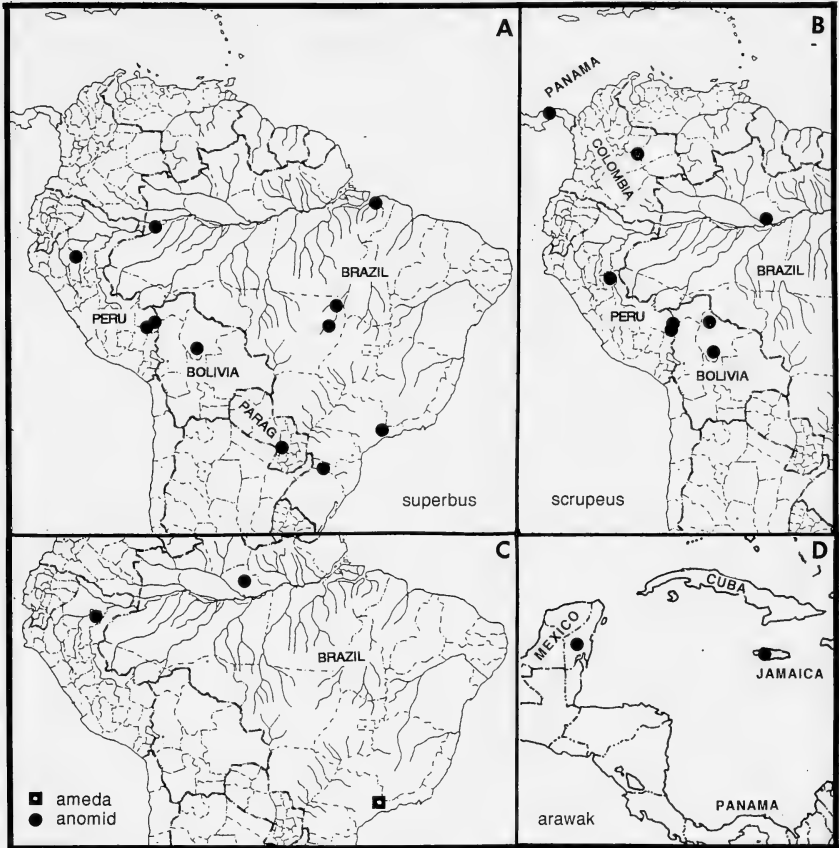 A
BRAZIL
PERU
BOLIVIA
PARAG
superbus
B
PANAMA
COLOMBIA
BRAZIL
PERU
BOLIVIA
scrupeus
C
BRAZIL
ameda
anomid
D
CUBA
MEXICO
JAMAICA
PANAMA
arawak